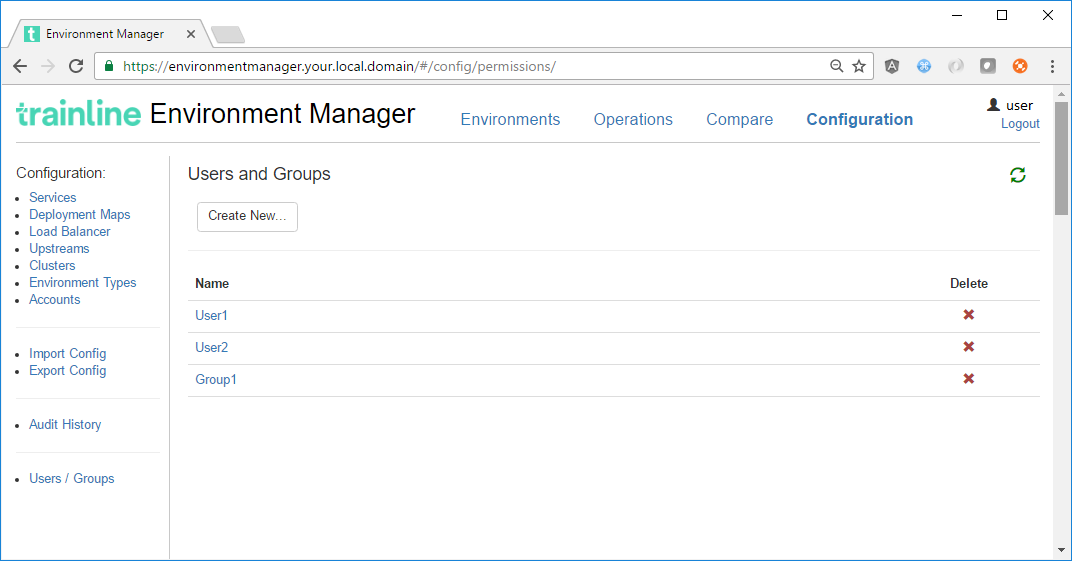 Environment Manager
https://environmentmanager.your.local.domain/#/config/permissions/
trainline Environment Manager
Environments
Operations
Compare
Configuration
user
Logout
Configuration:
Services
Deployment Maps
Load Balancer
Upstreams
Clusters
Environment Types
Accounts
Import Config
Export Config
Audit History
Users / Groups
Users and Groups
Create New...
Name Delete
User1
User2
Group1